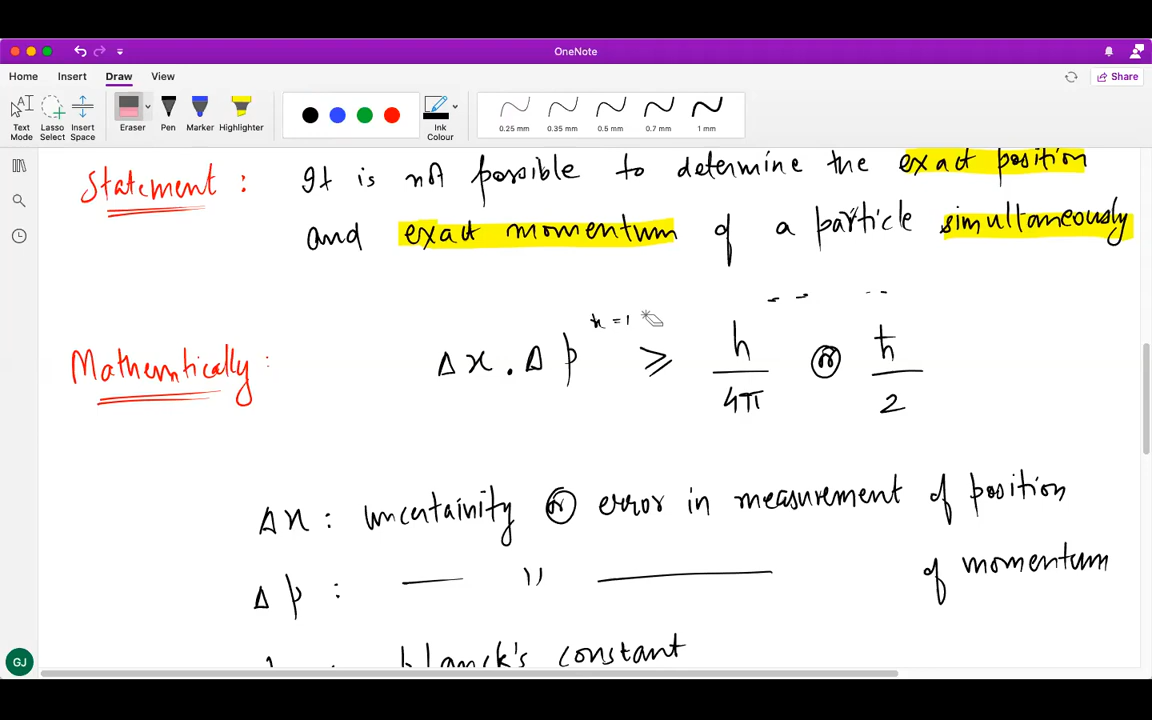 OneNote
Home Insert Draw View
Share
Text Mode Lasso Select Insert Space Eraser Pen Marker Highlighter Ink Colour 0.25 mm 0.35 mm 0.5 mm 0.7 mm 1 mm
Statement : It is not possible to determine the exact position
and exact momentum of a particle simultaneously
Mathematically : Δx . Δp ≥ h/4π or ħ/2
Δx : uncertainity or error in measurement of position
Δp : — " — of momentum
: Planck's constant
GJ